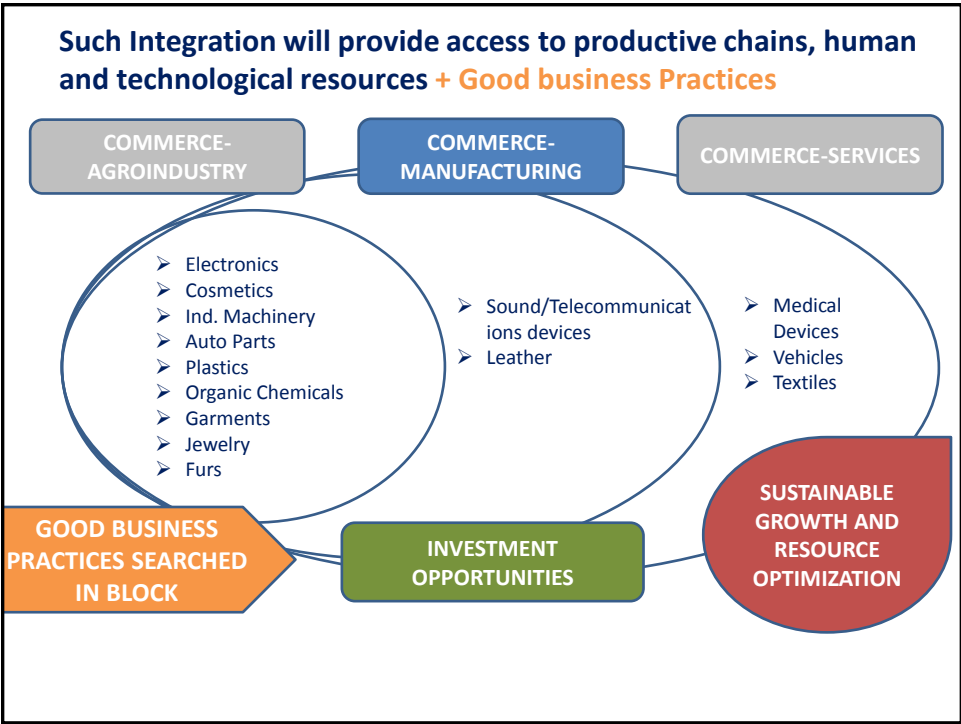 Such Integration will provide access to productive chains, human
and technological resources + Good business Practices
COMMERCE-
AGROINDUSTRY
COMMERCE-
MANUFACTURING
COMMERCE-SERVICES
➢ Electronics
➢ Cosmetics
➢ Ind. Machinery
➢ Auto Parts
➢ Plastics
➢ Organic Chemicals
➢ Garments
➢ Jewelry
➢ Furs
➢ Sound/Telecommunicat
ions devices
➢ Leather
➢ Medical
Devices
➢ Vehicles
➢ Textiles
GOOD BUSINESS
PRACTICES SEARCHED
IN BLOCK
INVESTMENT
OPPORTUNITIES
SUSTAINABLE
GROWTH AND
RESOURCE
OPTIMIZATION